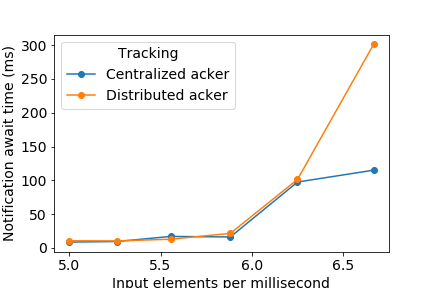 Notification await time (ms)
300
250
200
150
100
50
0
Tracking
Centralized acker
Distributed acker
5.0 5.5 6.0 6.5
Input elements per millisecond